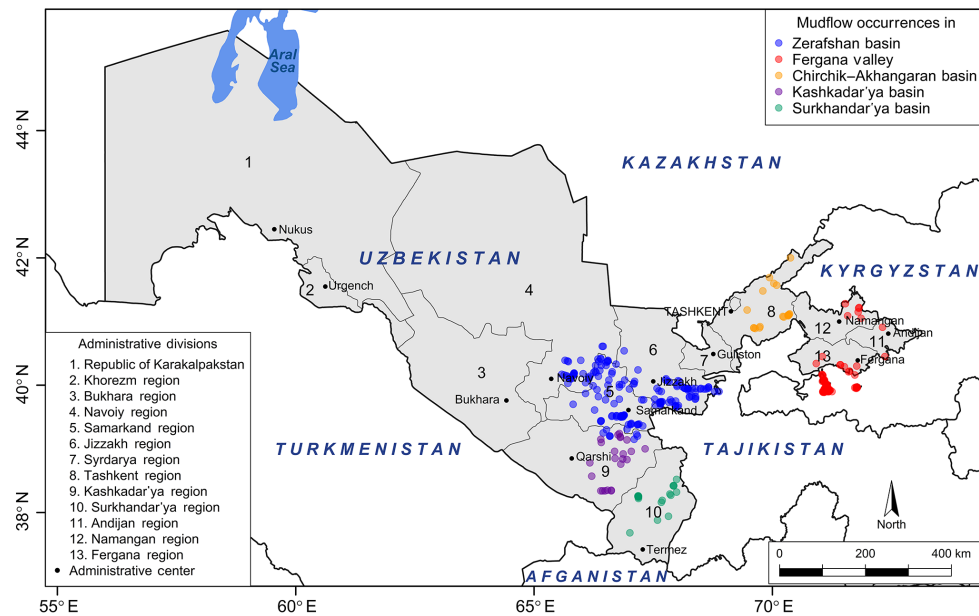 Mudflow occurrences in
Zerafshan basin
Fergana valley
Chirchik–Akhangaran basin
Kashkadar'ya basin
Surkhandar'ya basin
Aral
Sea
44°N
42°N
40°N
38°N
KAZAKHSTAN
KYRGYZSTAN
UZBEKISTAN
TURKMENISTAN
TAJIKISTAN
AFGANISTAN
1
Nukus
2
Urgench
4
TASHKENT
8
12
Namangan
11
Andijan
13
Fergana
6
7
Guliston
3
Bukhara
Navoiy
5
Jizzakh
Samarkand
Qarshi
9
10
Termez
Administrative divisions
1. Republic of Karakalpakstan
2. Khorezm region
3. Bukhara region
4. Navoiy region
5. Samarkand region
6. Jizzakh region
7. Syrdarya region
8. Tashkent region
9. Kashkadar'ya region
10. Surkhandar'ya region
11. Andijan region
12. Namangan region
13. Fergana region
Administrative center
North
0 200 400 km
55°E 60°E 65°E 70°E